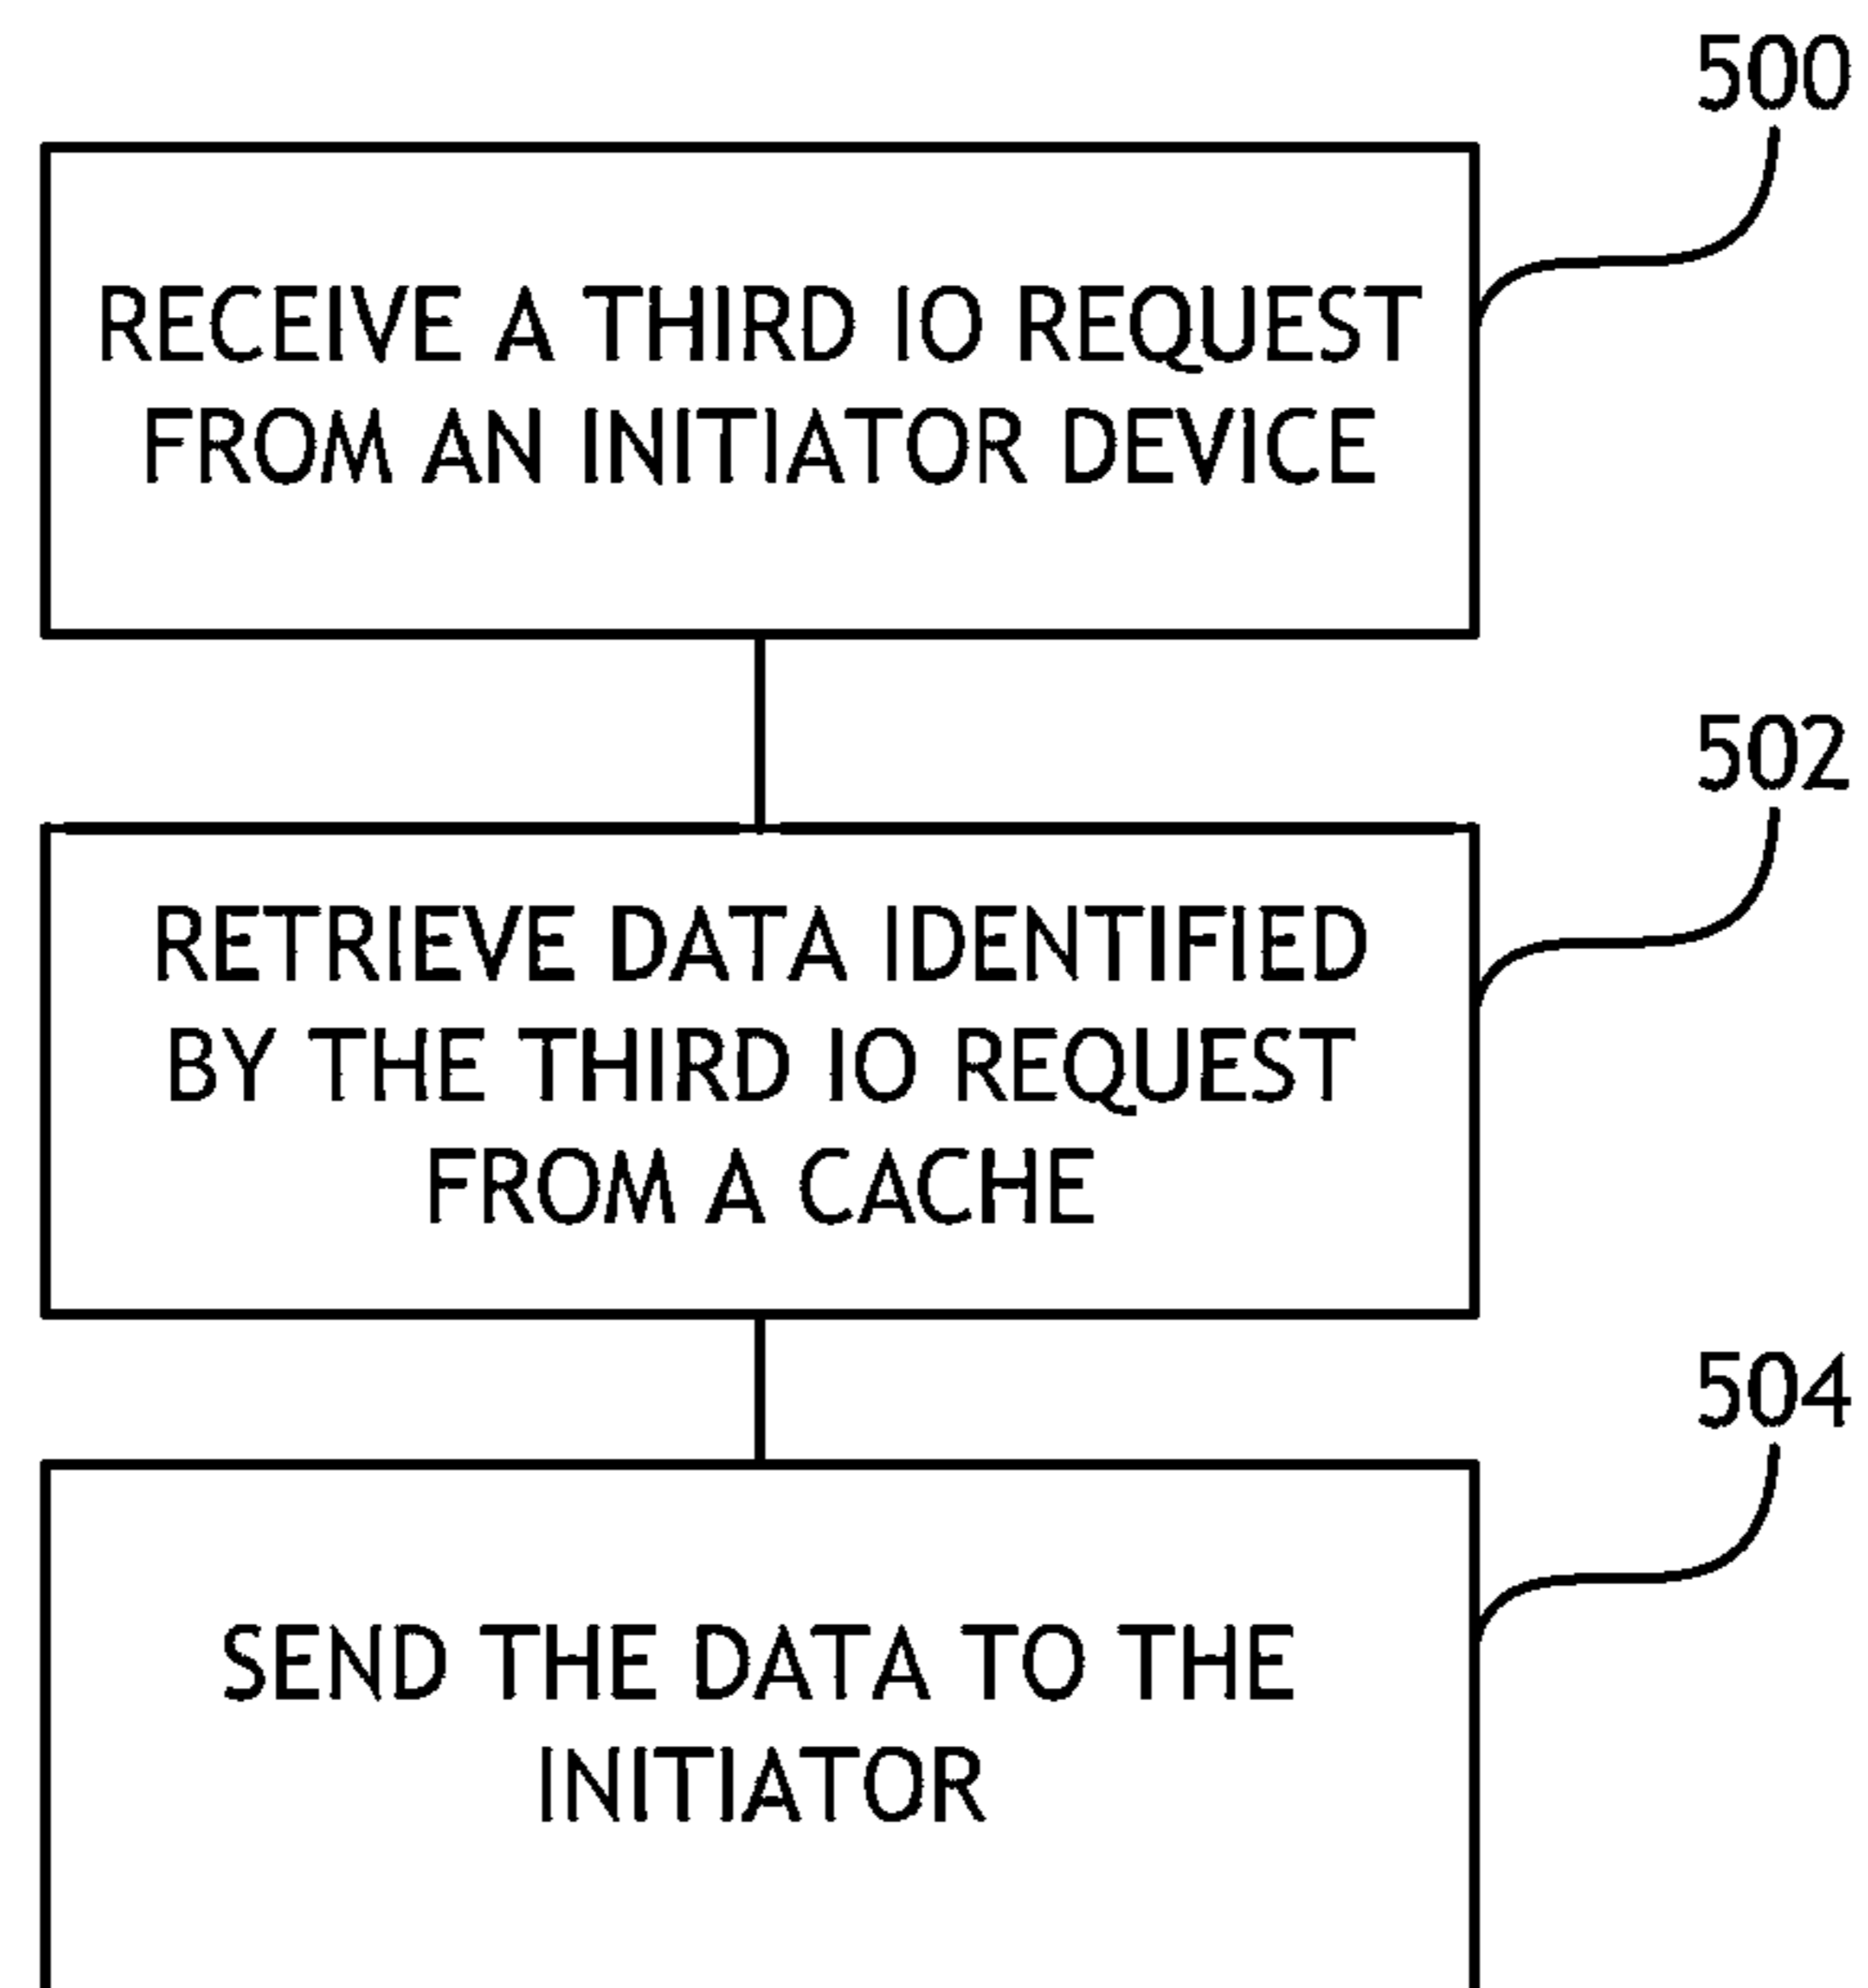 500
RECEIVE A THIRD IO REQUEST
FROM AN INITIATOR DEVICE
502
RETRIEVE DATA IDENTIFIED
BY THE THIRD IO REQUEST
FROM A CACHE
504
SEND THE DATA TO THE
INITIATOR